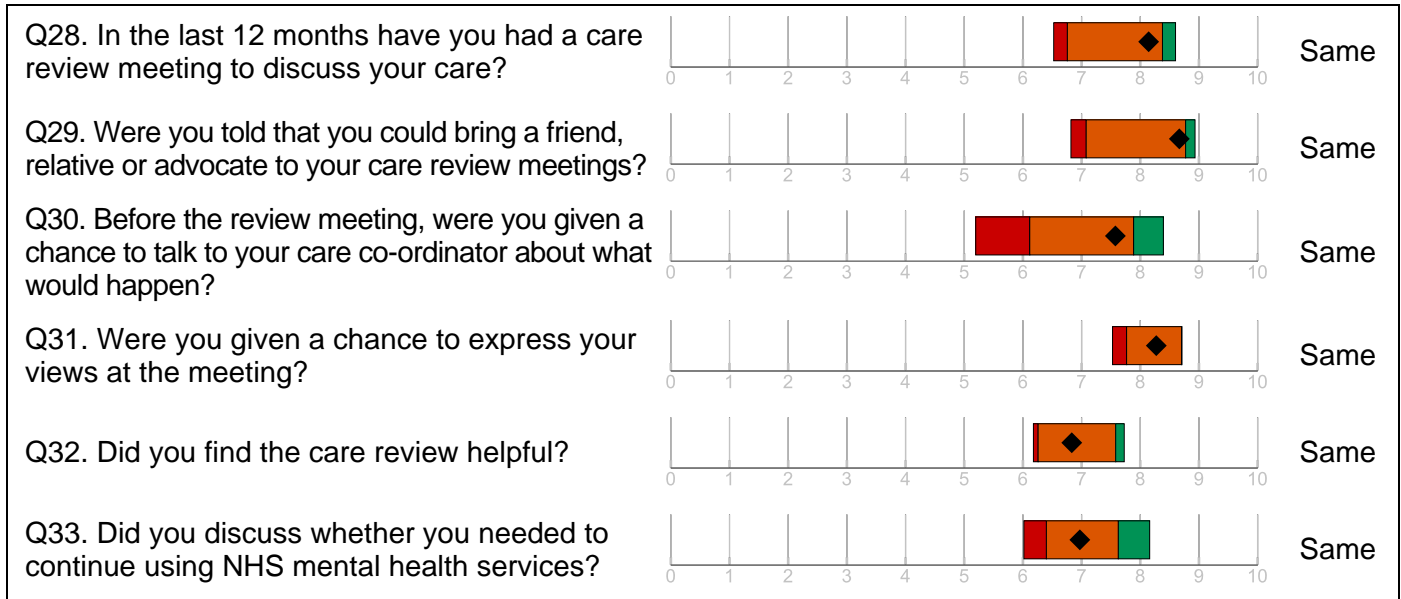 Q28. In the last 12 months have you had a care
review meeting to discuss your care?
0 1 2 3 4 5 6 7 8 9 10
Same
Q29. Were you told that you could bring a friend,
relative or advocate to your care review meetings?
0 1 2 3 4 5 6 7 8 9 10
Same
Q30. Before the review meeting, were you given a
chance to talk to your care co-ordinator about what
would happen?
0 1 2 3 4 5 6 7 8 9 10
Same
Q31. Were you given a chance to express your
views at the meeting?
0 1 2 3 4 5 6 7 8 9 10
Same
Q32. Did you find the care review helpful?
0 1 2 3 4 5 6 7 8 9 10
Same
Q33. Did you discuss whether you needed to
continue using NHS mental health services?
0 1 2 3 4 5 6 7 8 9 10
Same